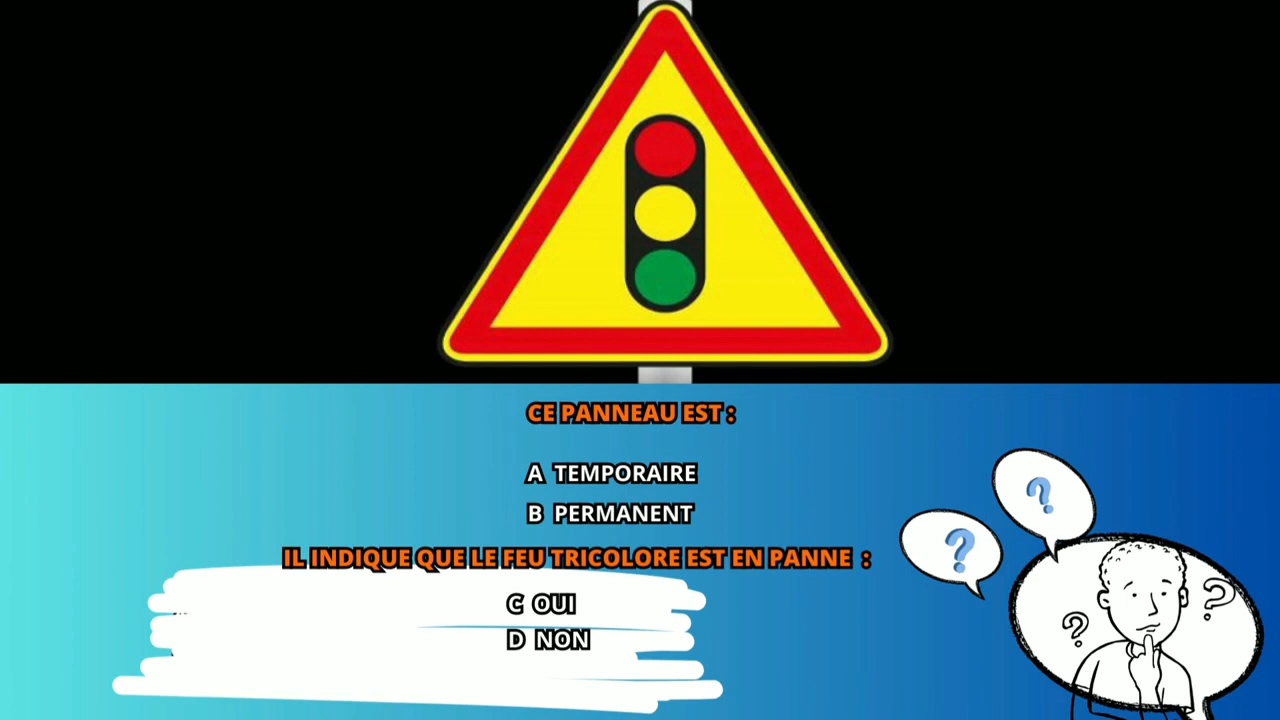 CE PANNEAU EST :
A TEMPORAIRE
B PERMANENT
IL INDIQUE QUE LE FEU TRICOLORE EST EN PANNE :
C OUI
D NON
? ?
? ?